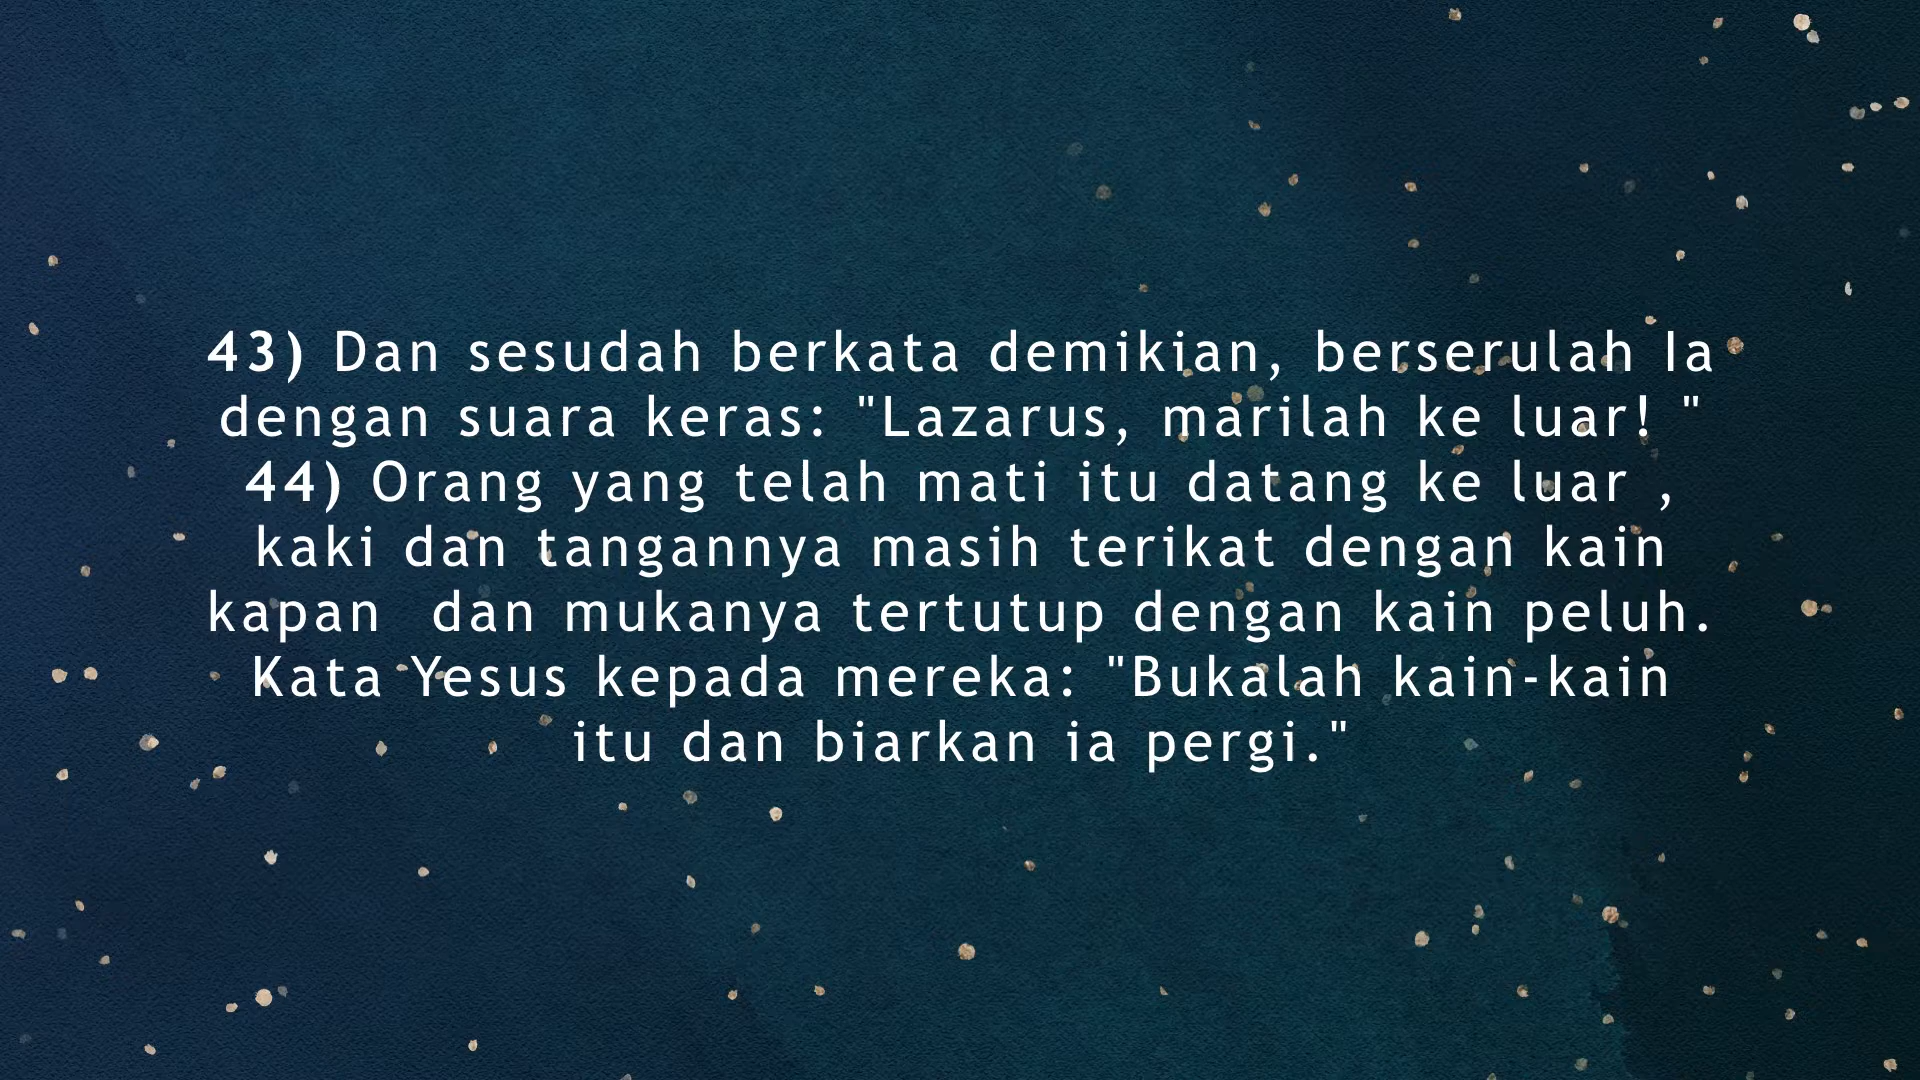 43) Dan sesudah berkata demikian, berserulah Ia
dengan suara keras: "Lazarus, marilah ke luar! "
44) Orang yang telah mati itu datang ke luar ,
kaki dan tangannya masih terikat dengan kain
kapan  dan mukanya tertutup dengan kain peluh.
Kata Yesus kepada mereka: "Bukalah kain-kain
itu dan biarkan ia pergi."